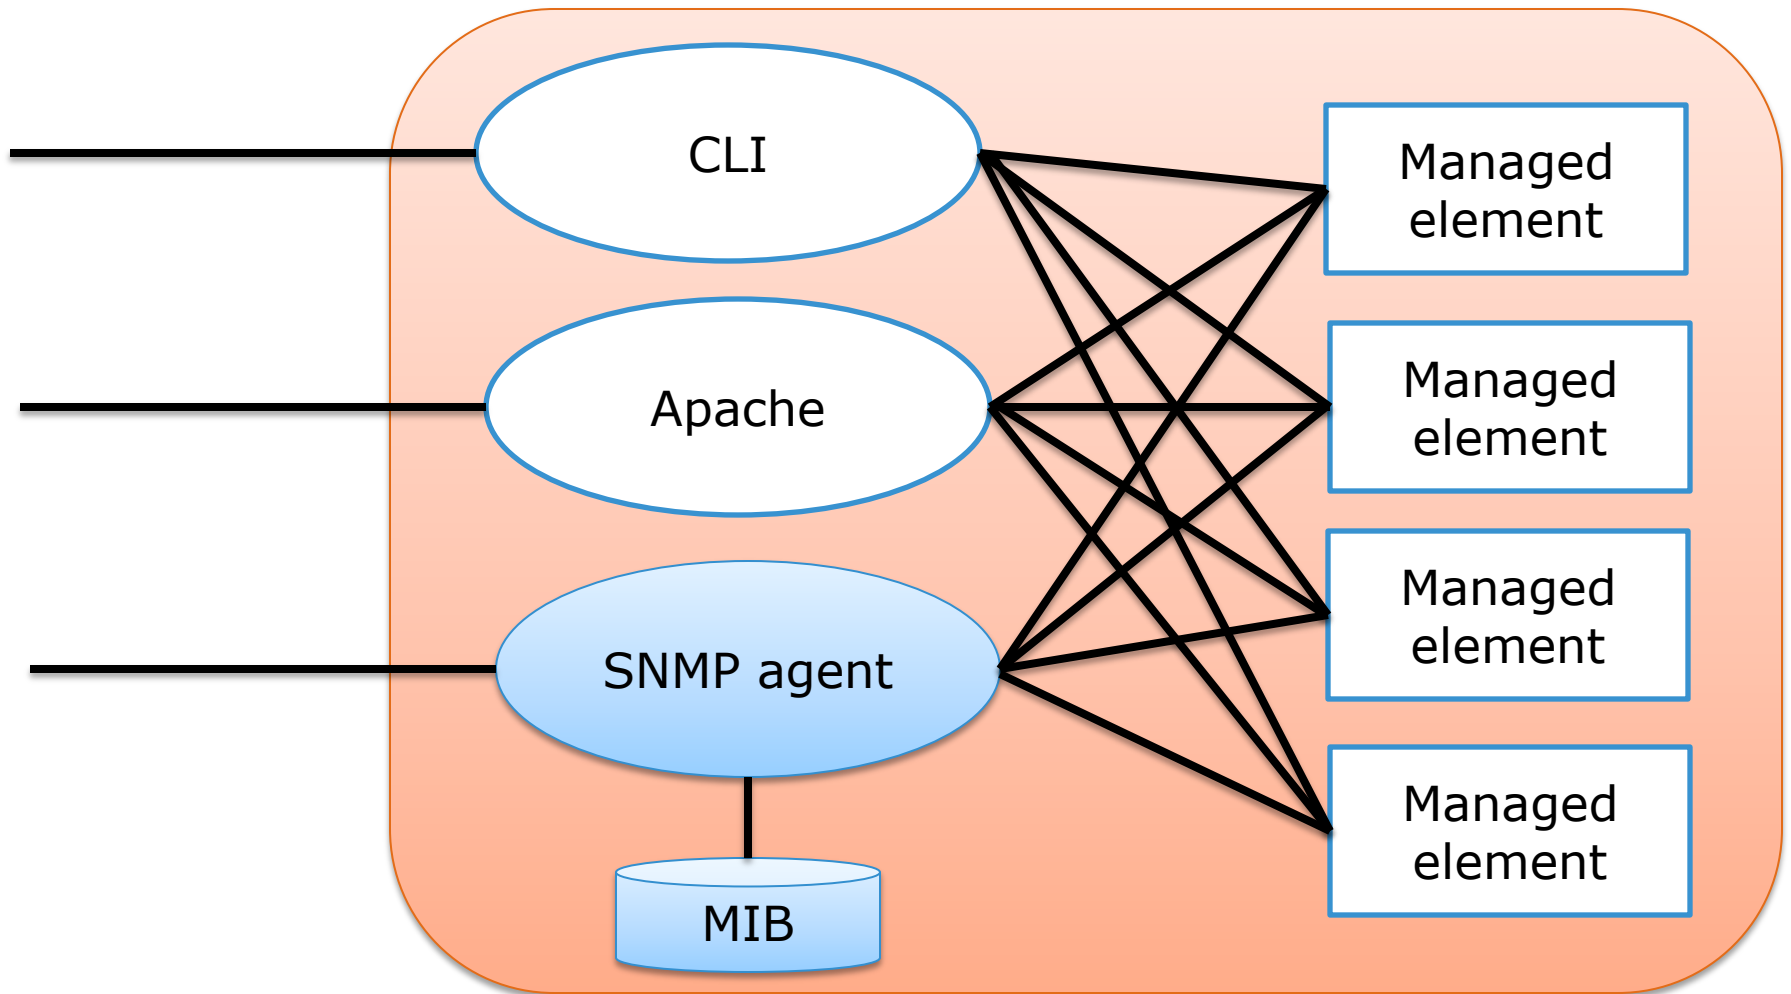 CLI
Apache
SNMP agent
MIB
Managed
element
Managed
element
Managed
element
Managed
element